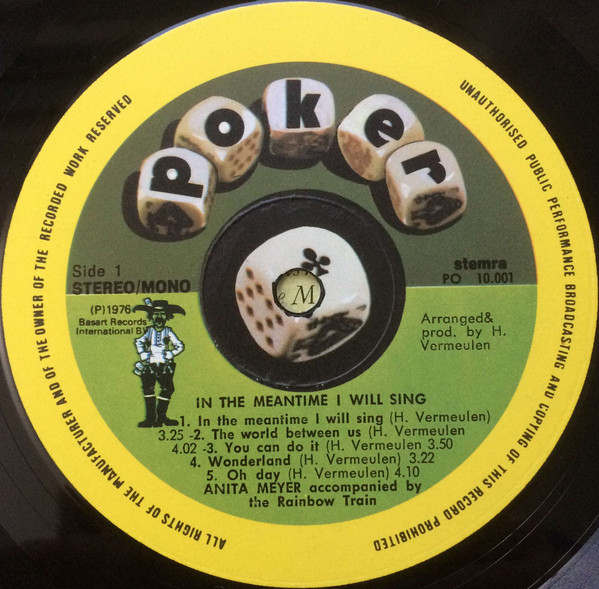 poker
Side 1
STEREO/MONO
stemra
PO 10.001
(P)1976
Basart Records
International BV
Arranged&
prod. by H.
Vermeulen
e M
IN THE MEANTIME I WILL SING
1. In the meantime I will sing (H. Vermeulen)
3.25 -2. The world between us (H. Vermeulen
4.02 -3. You can do it (H. Vermeulen 3.50
4. Wonderland (H. Vermeulen) 3.22
5. Oh day (H. Vermeulen) 4.10
ANITA MEYER accompanied by
the Rainbow Train
ALL RIGHTS OF THE MANUFACTURER AND OF THE OWNER OF THE RECORDED WORK RESERVED
UNAUTHORISED PUBLIC PERFORMANCE BROADCASTING AND COPYING OF THIS RECORD PROHIBITED